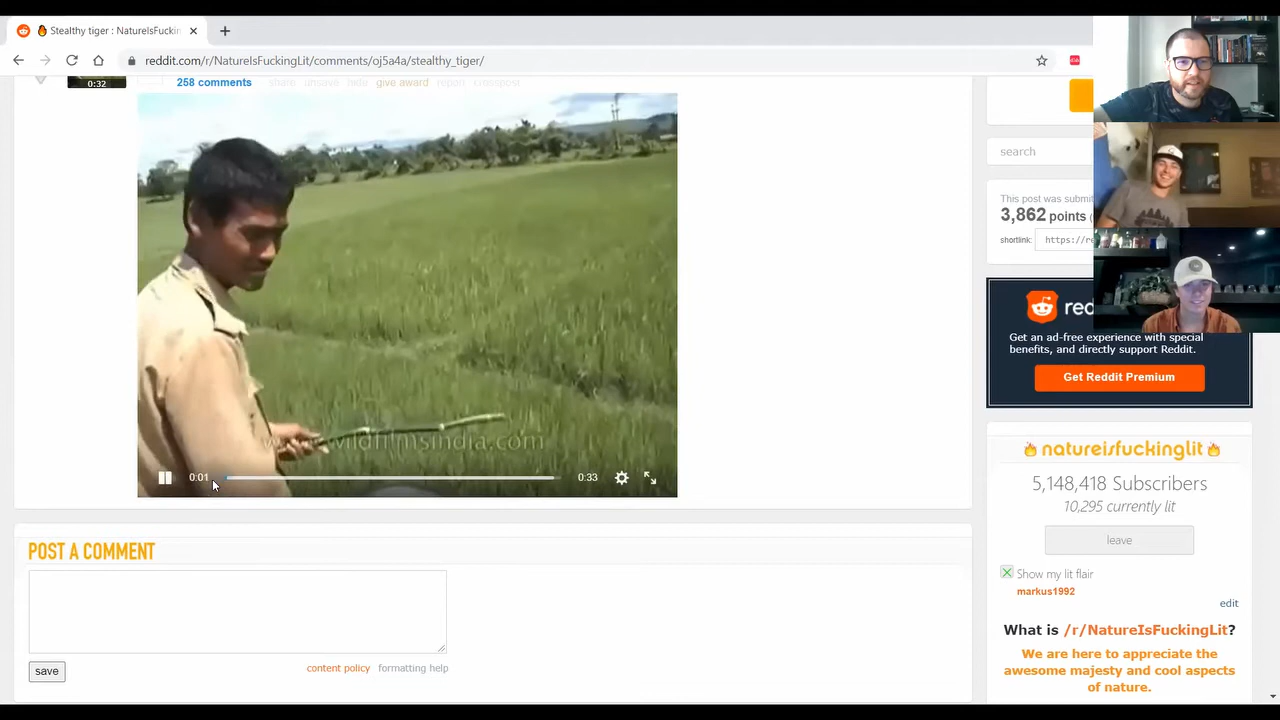 🔥 Stealthy tiger : NatureIsFuckin
reddit.com/r/NatureIsFuckingLit/comments/oj5a4a/stealthy_tiger/
0:32
258 comments share unsave hide give award report crosspost
www.wildfilmsindia.com
0:01
0:33
POST A COMMENT
content policy formatting help
save
search
This post was submit
3,862 points (
shortlink: https://re
red
Get an ad-free experience with special
benefits, and directly support Reddit.
Get Reddit Premium
🔥 natureisfuckinglit 🔥
5,148,418 Subscribers
10,295 currently lit
leave
Show my lit flair
markus1992
edit
What is /r/NatureIsFuckingLit?
We are here to appreciate the
awesome majesty and cool aspects
of nature.